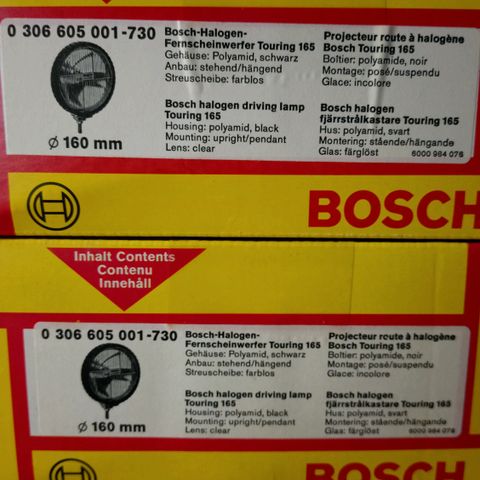 0 306 605 001-730
Bosch-Halogen-
Fernscheinwerfer Touring 165
Gehäuse: Polyamid, schwarz
Anbau: stehend/hängend
Streuscheibe: farblos
Projecteur route à halogène
Bosch Touring 165
Boîtier: polyamide, noir
Montage: posé/suspendu
Glace: incolore
Bosch halogen driving lamp
Touring 165
Housing: polyamid, black
Mounting: upright/pendant
Lens: clear
Bosch halogen
fjärrstrålkastare Touring 165
Hus: polyamid, svart
Montering: stående/hängande
Glas: färglöst
6000 984 076
Ø 160 mm
BOSCH
Inhalt Contents
Contenu
Innehåll
0 306 605 001-730
Bosch-Halogen-
Fernscheinwerfer Touring 165
Gehäuse: Polyamid, schwarz
Anbau: stehend/hängend
Streuscheibe: farblos
Projecteur route à halogène
Bosch Touring 165
Boîtier: polyamide, noir
Montage: posé/suspendu
Glace: incolore
Bosch halogen driving lamp
Touring 165
Housing: polyamid, black
Mounting: upright/pendant
Lens: clear
Bosch halogen
fjärrstrålkastare Touring 165
Hus: polyamid, svart
Montering: stående/hängande
Glas: färglöst
6000 984 076
Ø 160 mm
BOSCH